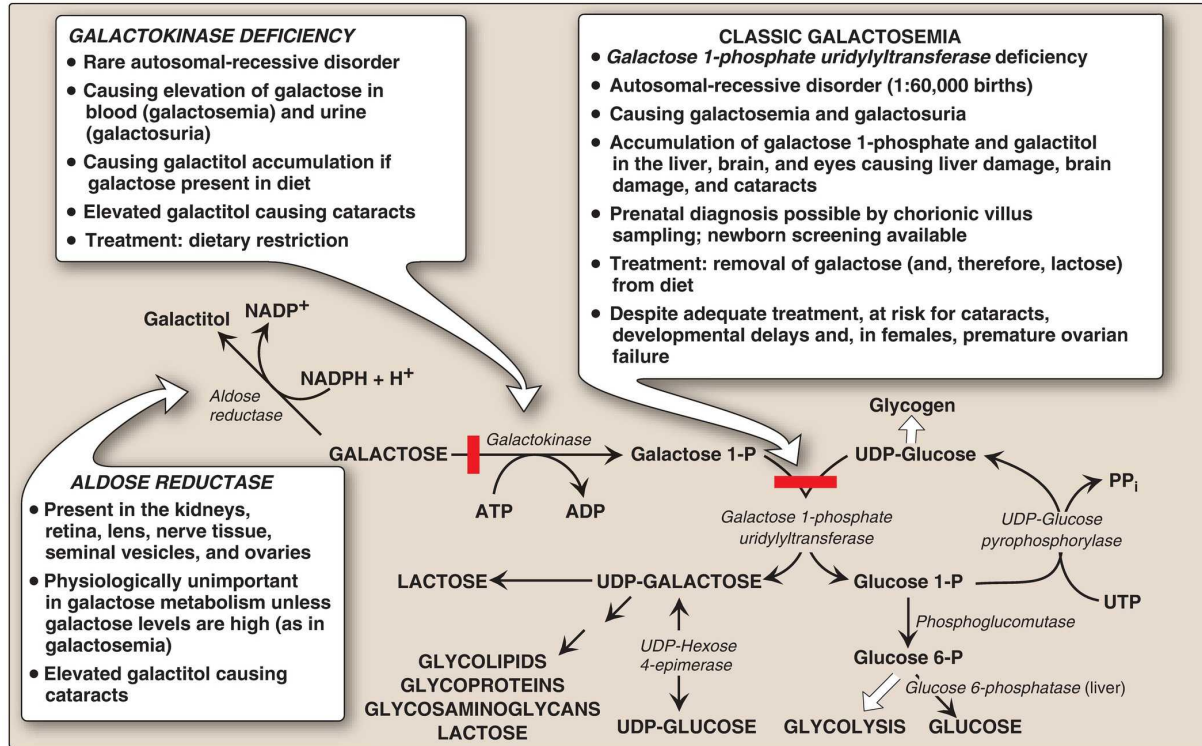 GALACTOKINASE DEFICIENCY
• Rare autosomal-recessive disorder
• Causing elevation of galactose in
blood (galactosemia) and urine
(galactosuria)
• Causing galactitol accumulation if
galactose present in diet
• Elevated galactitol causing cataracts
• Treatment: dietary restriction
CLASSIC GALACTOSEMIA
• Galactose 1-phosphate uridylyltransferase deficiency
• Autosomal-recessive disorder (1:60,000 births)
• Causing galactosemia and galactosuria
• Accumulation of galactose 1-phosphate and galactitol
in the liver, brain, and eyes causing liver damage, brain
damage, and cataracts
• Prenatal diagnosis possible by chorionic villus
sampling; newborn screening available
• Treatment: removal of galactose (and, therefore, lactose)
from diet
• Despite adequate treatment, at risk for cataracts,
developmental delays and, in females, premature ovarian
failure
Galactitol
NADP+
NADPH + H+
Aldose
reductase
GALACTOSE
Galactokinase
ATP
ADP
Galactose 1-P
Glycogen
UDP-Glucose
PPi
UDP-Glucose
pyrophosphorylase
UTP
Galactose 1-phosphate
uridylyltransferase
ALDOSE REDUCTASE
• Present in the kidneys,
retina, lens, nerve tissue,
seminal vesicles, and ovaries
• Physiologically unimportant
in galactose metabolism unless
galactose levels are high (as in
galactosemia)
• Elevated galactitol causing
cataracts
LACTOSE
UDP-GALACTOSE
Glucose 1-P
Phosphoglucomutase
UDP-Hexose
4-epimerase
GLYCOLIPIDS
GLYCOPROTEINS
GLYCOSAMINOGLYCANS
LACTOSE
UDP-GLUCOSE
Glucose 6-P
Glucose 6-phosphatase (liver)
GLYCOLYSIS
GLUCOSE